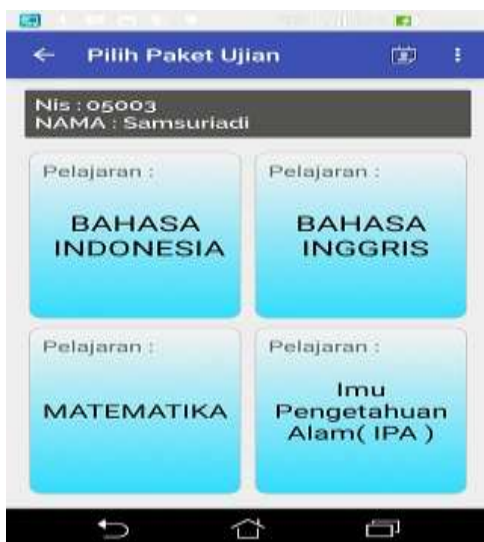 Pilih Paket Ujian
Nis : 05003
NAMA : Samsuriadi
Pelajaran :
BAHASA
INDONESIA
Pelajaran :
BAHASA
INGGRIS
Pelajaran :
MATEMATIKA
Pelajaran :
Imu
Pengetahuan
Alam( IPA )